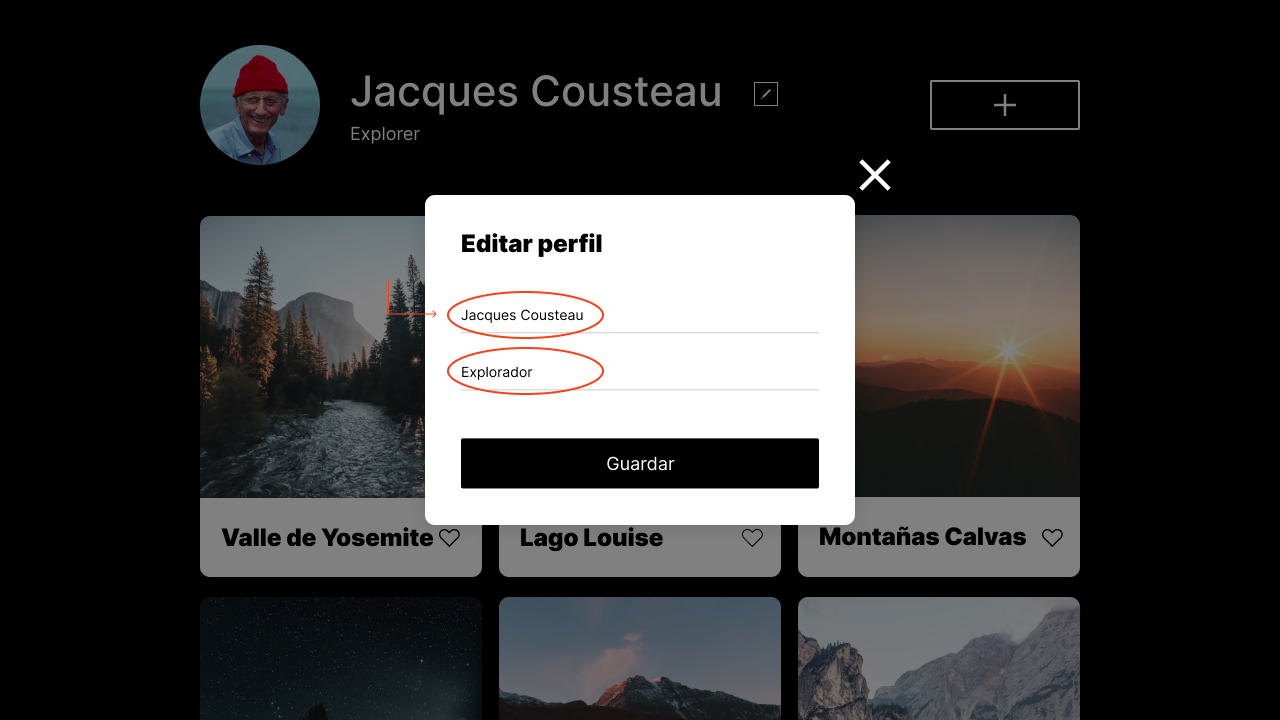 Jacques Cousteau
Explorer
Editar perfil
Jacques Cousteau
Explorador
Guardar
Valle de Yosemite
Lago Louise
Montañas Calvas